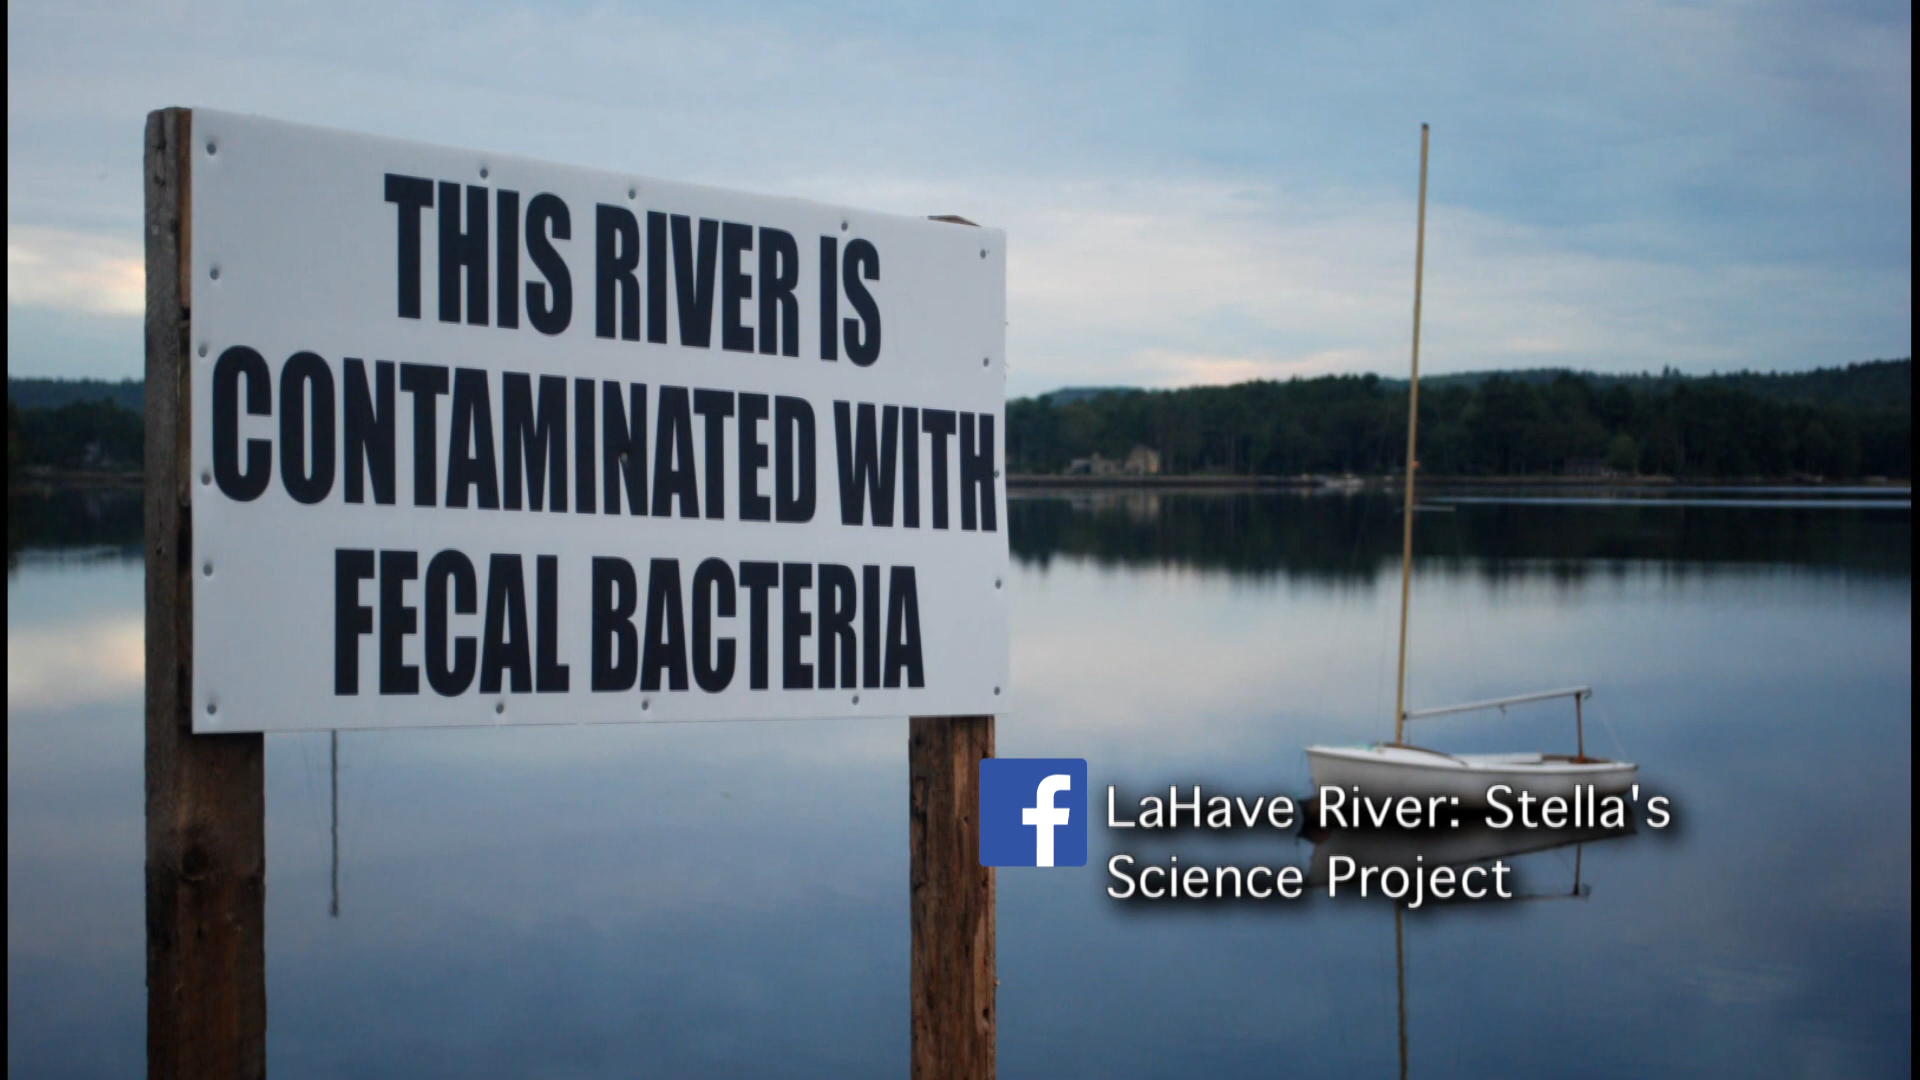 THIS RIVER IS
CONTAMINATED WITH
FECAL BACTERIA
f LaHave River: Stella's
Science Project